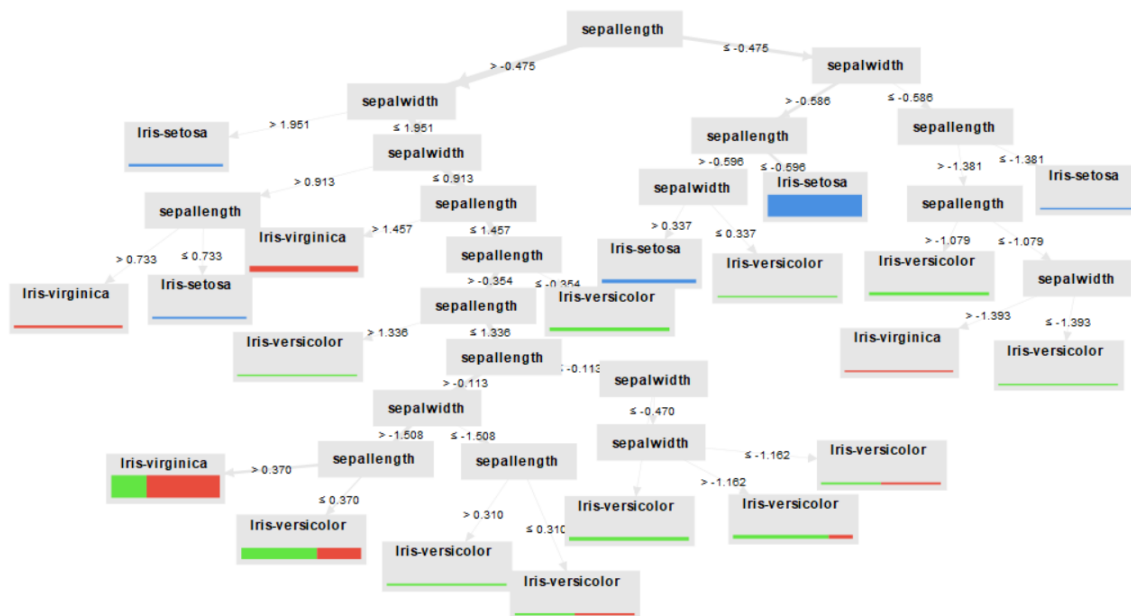 sepallength
≤ -0.475
> -0.475
sepalwidth
sepalwidth
> -0.586
≤ -0.586
> 1.951
≤ 1.951
Iris-setosa
sepallength
sepallength
sepalwidth
> -0.596
≤ -0.596
> -1.381
≤ -1.381
> 0.913
≤ 0.913
sepalwidth
Iris-setosa
Iris-setosa
sepallength
sepallength
sepallength
> 0.337
≤ 0.337
> 1.457
≤ 1.457
Iris-virginica
> -1.079
≤ -1.079
> 0.733
≤ 0.733
Iris-setosa
sepallength
Iris-versicolor
Iris-versicolor
sepalwidth
> -0.354
≤ -0.354
Iris-virginica
Iris-setosa
Iris-versicolor
> -1.393
≤ -1.393
sepallength
> 1.336
≤ 1.336
Iris-versicolor
Iris-virginica
Iris-versicolor
sepallength
≤ -0.113
> -0.113
sepalwidth
sepalwidth
≤ -0.470
> -1.508
≤ -1.508
sepalwidth
Iris-virginica
> 0.370
sepallength
sepallength
≤ -1.162
Iris-versicolor
> -1.162
≤ 0.370
Iris-versicolor
Iris-versicolor
Iris-versicolor
> 0.310
≤ 0.310
Iris-versicolor
Iris-versicolor